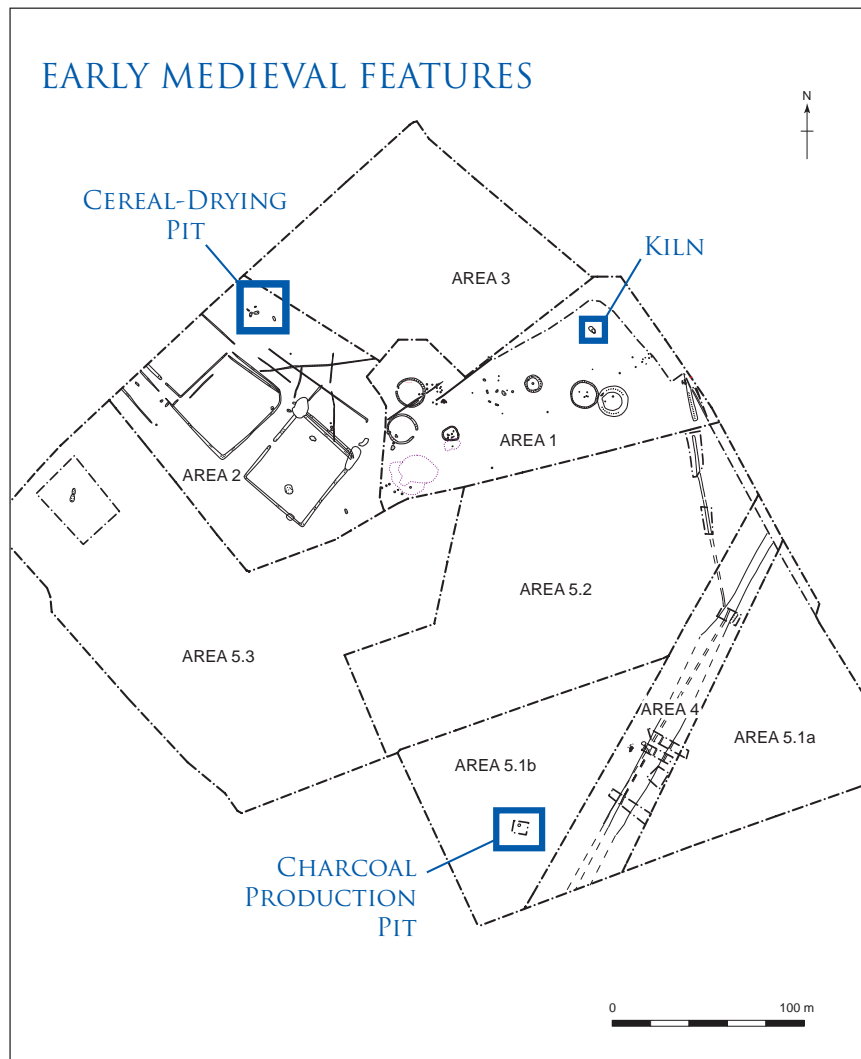 EARLY MEDIEVAL FEATURES
N
CEREAL-DRYING
PIT
KILN
AREA 3
AREA 1
AREA 2
AREA 5.2
AREA 5.3
AREA 4
AREA 5.1a
AREA 5.1b
CHARCOAL
PRODUCTION
PIT
0 100 m